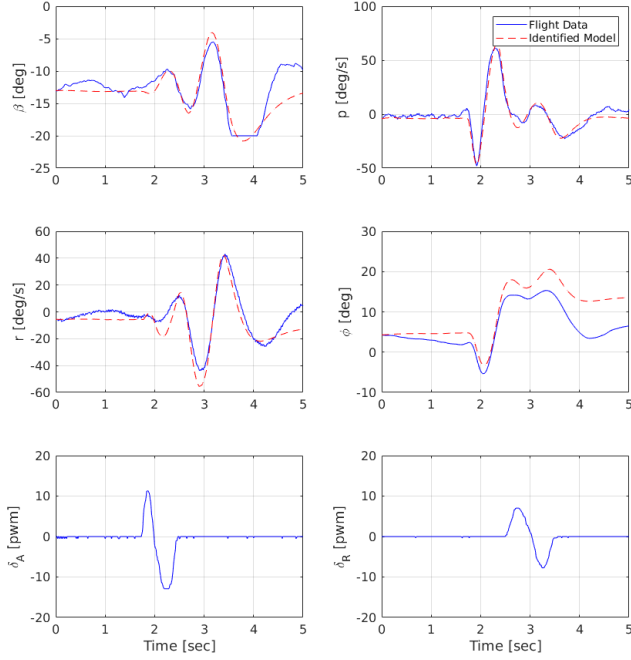 0
-5
-10
-15
-20
-25
β [deg]
0 1 2 3 4 5
100
50
0
-50
p [deg/s]
0 1 2 3 4 5
Flight Data
Identified Model
60
40
20
0
-20
-40
-60
r [deg/s]
0 1 2 3 4 5
30
20
10
0
-10
ϕ [deg]
0 1 2 3 4 5
20
10
0
-10
-20
δ_A [pwm]
0 1 2 3 4 5
Time [sec]
20
10
0
-10
-20
δ_R [pwm]
0 1 2 3 4 5
Time [sec]